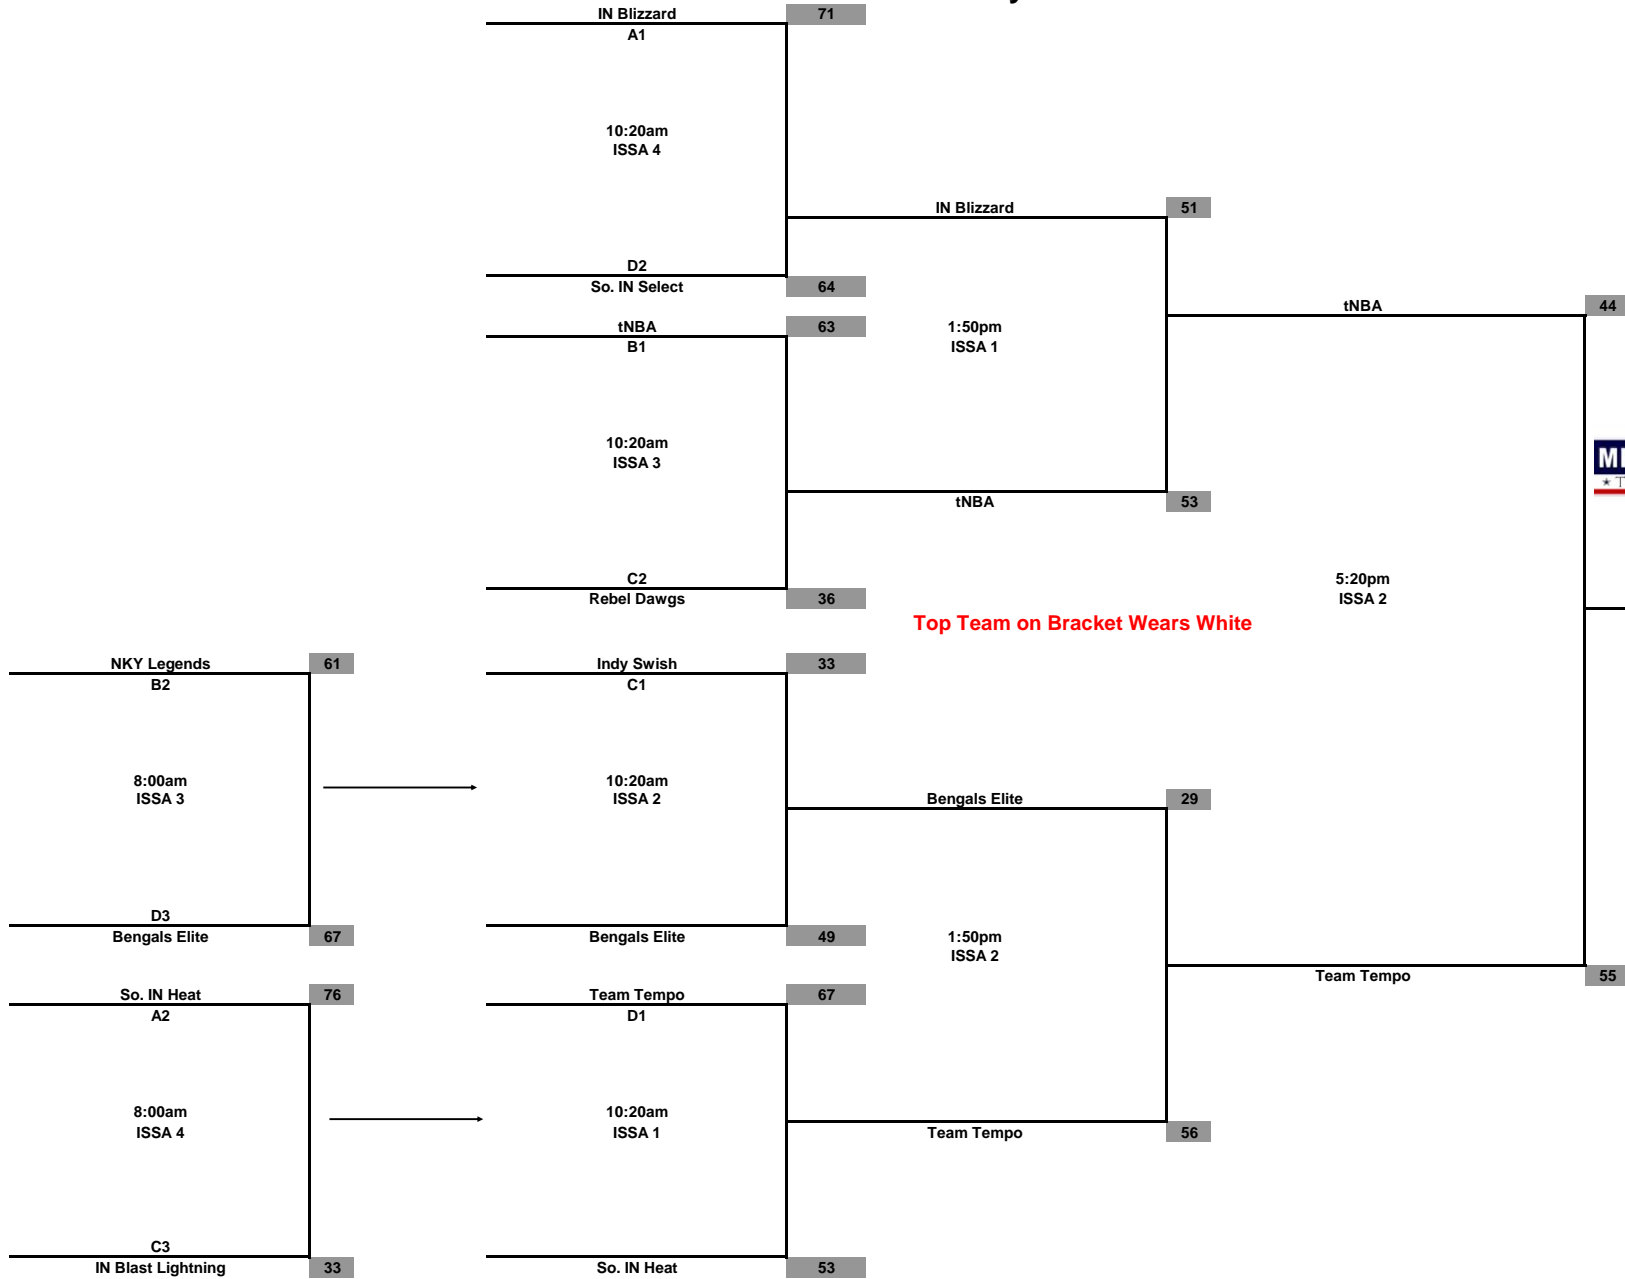 IN Blizzard 71
A1
10:20am
ISSA 4
D2
So. IN Select 64
tNBA 63
B1
10:20am
ISSA 3
C2
Rebel Dawgs 36
IN Blizzard 51
1:50pm
ISSA 1
tNBA 53
tNBA 44
5:20pm
ISSA 2
Top Team on Bracket Wears White
NKY Legends 61
B2
8:00am
ISSA 3
D3
Bengals Elite 67
Indy Swish 33
C1
10:20am
ISSA 2
Bengals Elite 49
Bengals Elite 29
1:50pm
ISSA 2
Team Tempo 56
Team Tempo 55
So. IN Heat 76
A2
8:00am
ISSA 4
C3
IN Blast Lightning 33
Team Tempo 67
D1
10:20am
ISSA 1
So. IN Heat 53